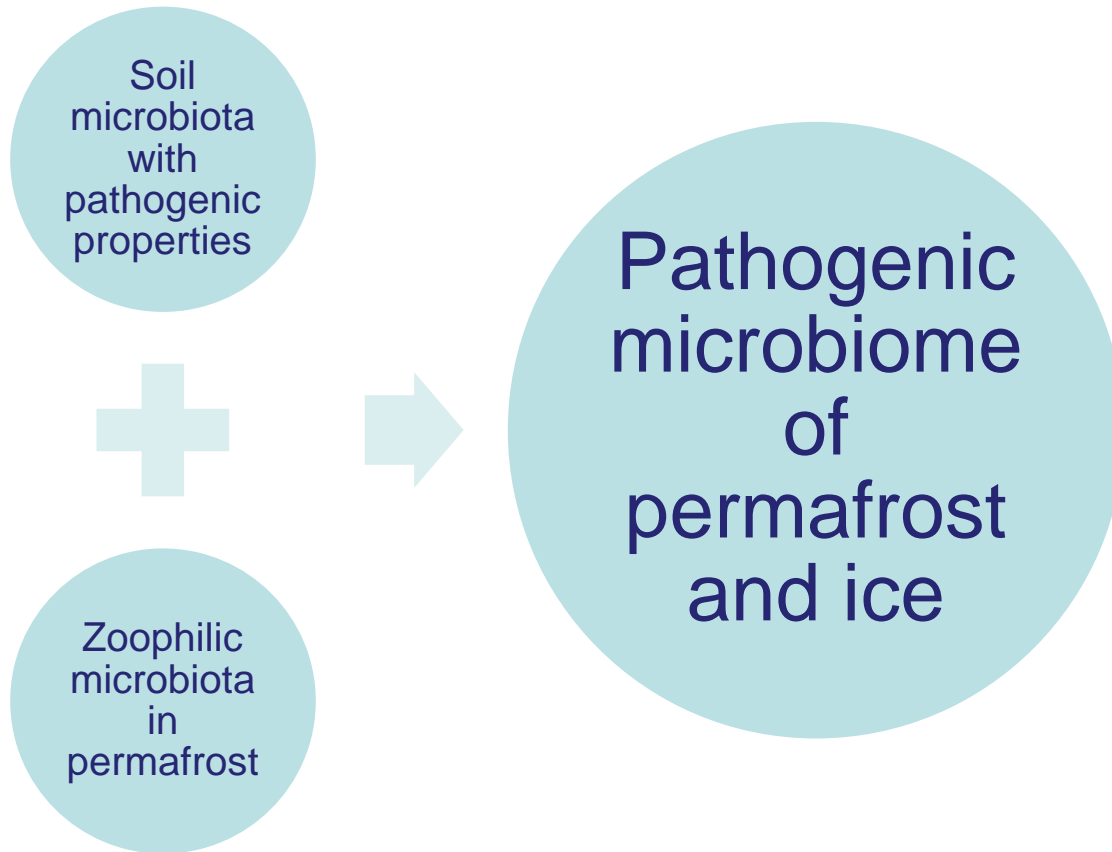 Soil
microbiota
with
pathogenic
properties
Zoophilic
microbiota
in
permafrost
Pathogenic
microbiome
of
permafrost
and ice